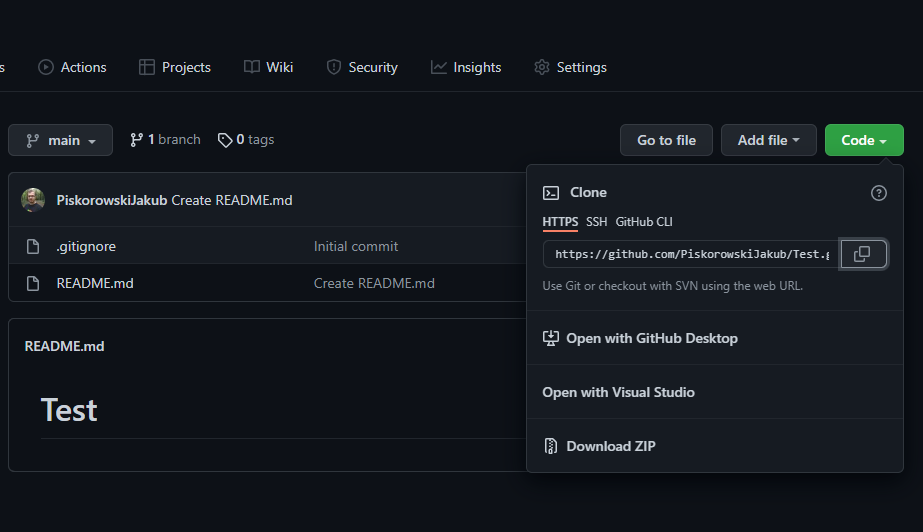 s Actions Projects Wiki Security Insights Settings
main 1 branch 0 tags Go to file Add file Code
PiskorowskiJakub Create README.md
.gitignore Initial commit
README.md Create README.md
README.md
Test
Clone
HTTPS SSH GitHub CLI
https://github.com/PiskorowskiJakub/Test.g
Use Git or checkout with SVN using the web URL.
Open with GitHub Desktop
Open with Visual Studio
Download ZIP